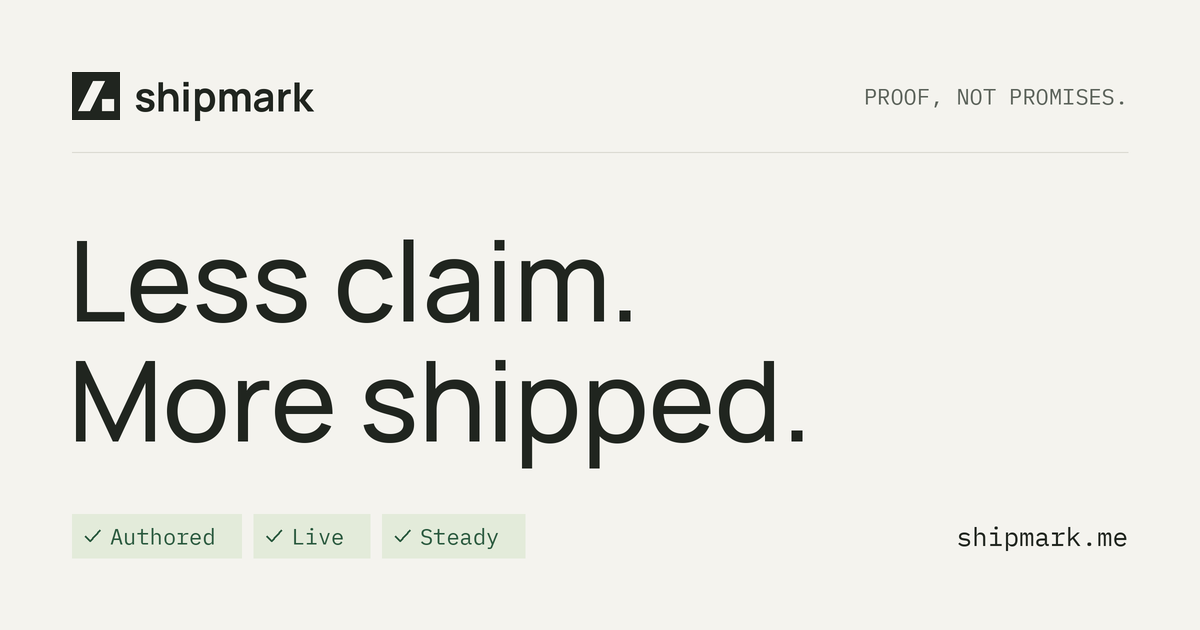 shipmark
PROOF, NOT PROMISES.
Less claim.
More shipped.
✓ Authored ✓ Live ✓ Steady
shipmark.me